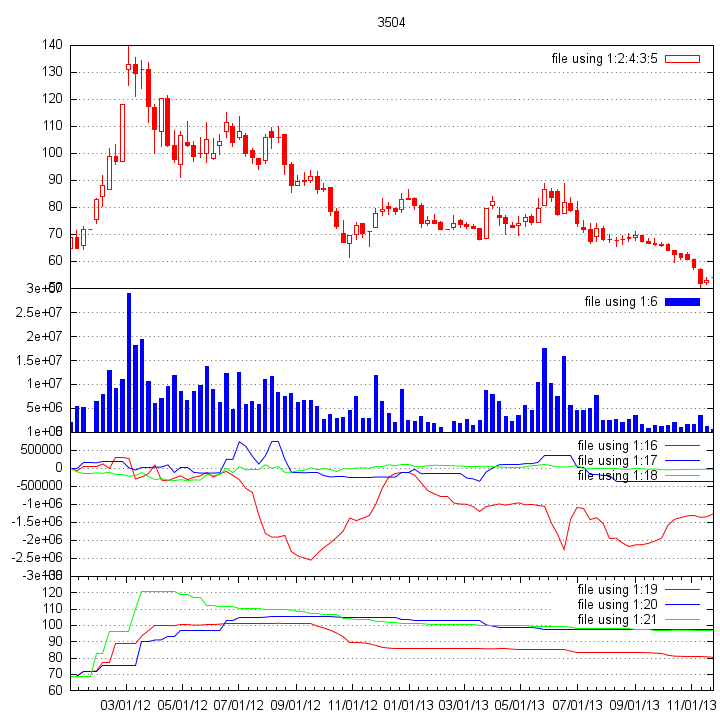 3504
140
file using 1:2:4:3:5
130
120
110
100
90
80
70
60
50
3e+07
file using 1:6
2.5e+07
2e+07
1.5e+07
1e+07
5e+06
0
1e+06
file using 1:16
500000
file using 1:17
0
file using 1:18
-500000
-1e+06
-1.5e+06
-2e+06
-2.5e+06
-3e+06
file using 1:19
120
file using 1:20
110
file using 1:21
100
90
80
70
60
03/01/12 05/01/12 07/01/12 09/01/12 11/01/12 01/01/13 03/01/13 05/01/13 07/01/13 09/01/13 11/01/13